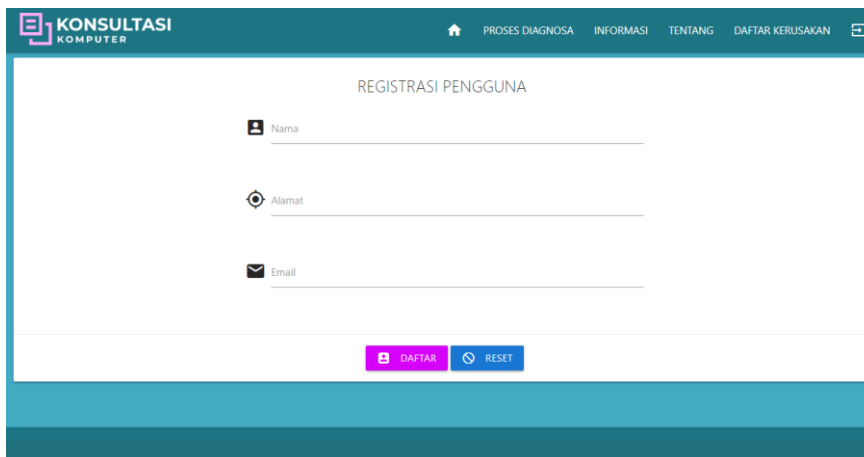 KONSULTASI
KOMPUTER
PROSES DIAGNOSA INFORMASI TENTANG DAFTAR KERUSAKAN
REGISTRASI PENGGUNA
Nama
Alamat
Email
DAFTAR RESET